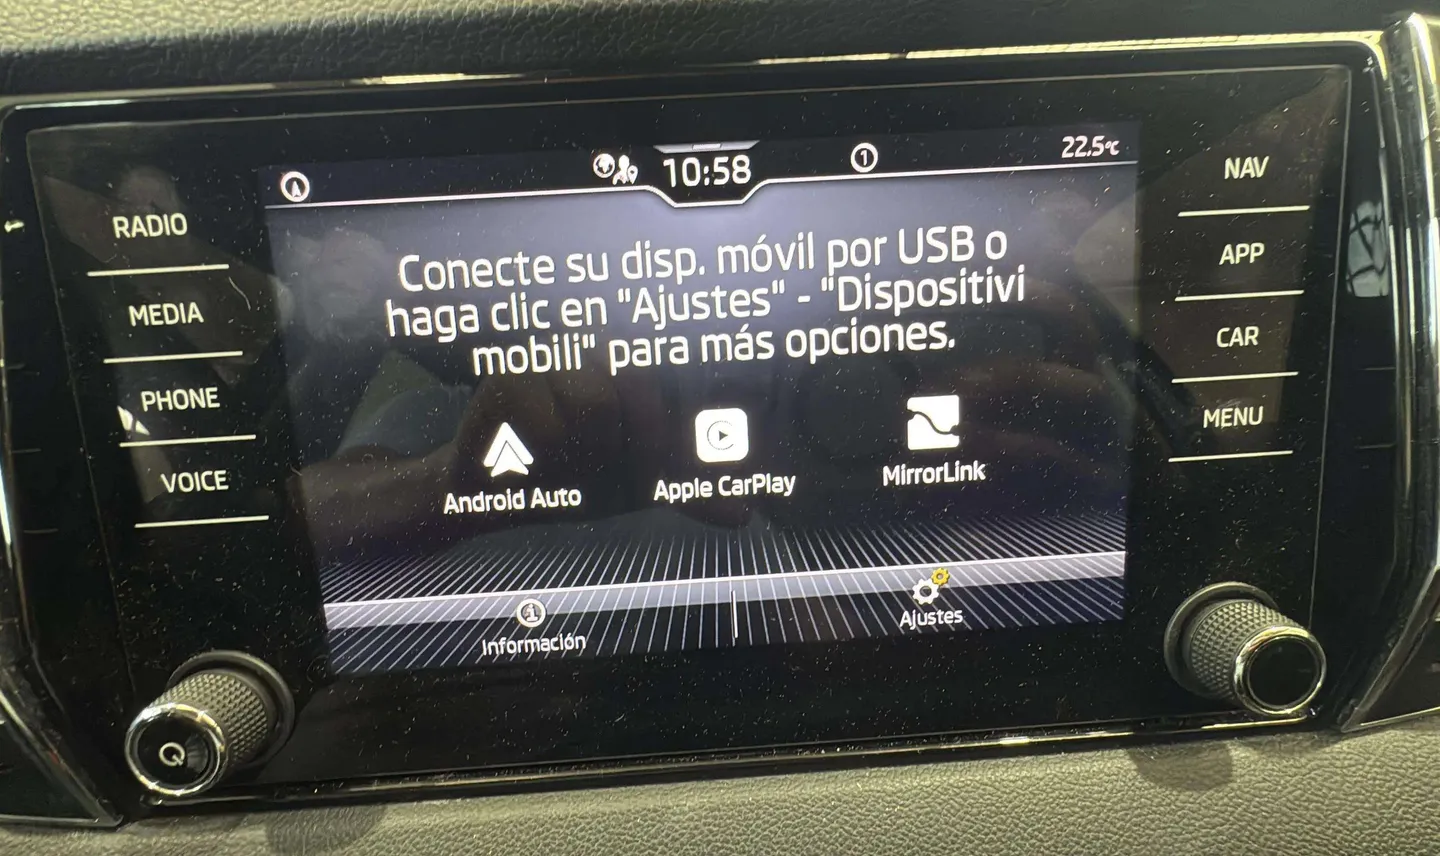 10:58
1
22.5°C
RADIO
MEDIA
PHONE
VOICE
Conecte su disp. móvil por USB o
haga clic en "Ajustes" - "Dispositivi
mobili" para más opciones.
Android Auto
Apple CarPlay
MirrorLink
Información
Ajustes
NAV
APP
CAR
MENU